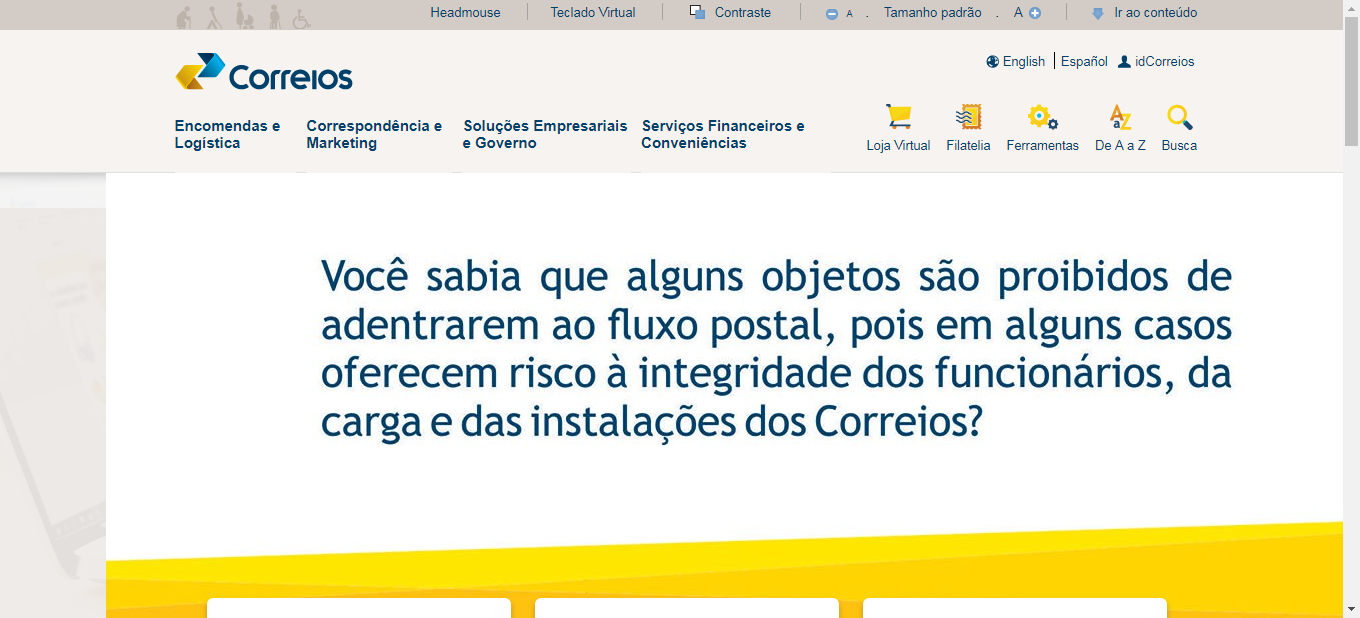 Headmouse
Teclado Virtual
Contraste
A . Tamanho padrão . A
Ir ao conteúdo
English
Español
idCorreios
Correios
Encomendas e
Logística
Correspondência e
Marketing
Soluções Empresariais
e Governo
Serviços Financeiros e
Conveniências
Loja Virtual
Filatelia
Ferramentas
De A a Z
Busca
Você sabia que alguns objetos são proibidos de
adentrarem ao fluxo postal, pois em alguns casos
oferecem risco à integridade dos funcionários, da
carga e das instalações dos Correios?